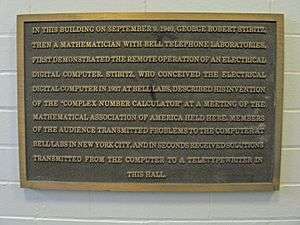 IN THIS BUILDING ON SEPTEMBER 9, 1940, GEORGE ROBERT STIBITZ,
THEN A MATHEMATICIAN WITH BELL TELEPHONE LABORATORIES,
FIRST DEMONSTRATED THE REMOTE OPERATION OF AN ELECTRICAL
DIGITAL COMPUTER. STIBITZ, WHO CONCEIVED THE ELECTRICAL
DIGITAL COMPUTER IN 1937 AT BELL LABS, DESCRIBED HIS INVENTION
OF THE "COMPLEX NUMBER CALCULATOR" AT A MEETING OF THE
MATHEMATICAL ASSOCIATION OF AMERICA HELD HERE. MEMBERS
OF THE AUDIENCE TRANSMITTED PROBLEMS TO THE COMPUTER AT
BELL LABS IN NEW YORK CITY, AND IN SECONDS RECEIVED SOLUTIONS
TRANSMITTED FROM THE COMPUTER TO A TELETYPEWRITER IN
THIS HALL.